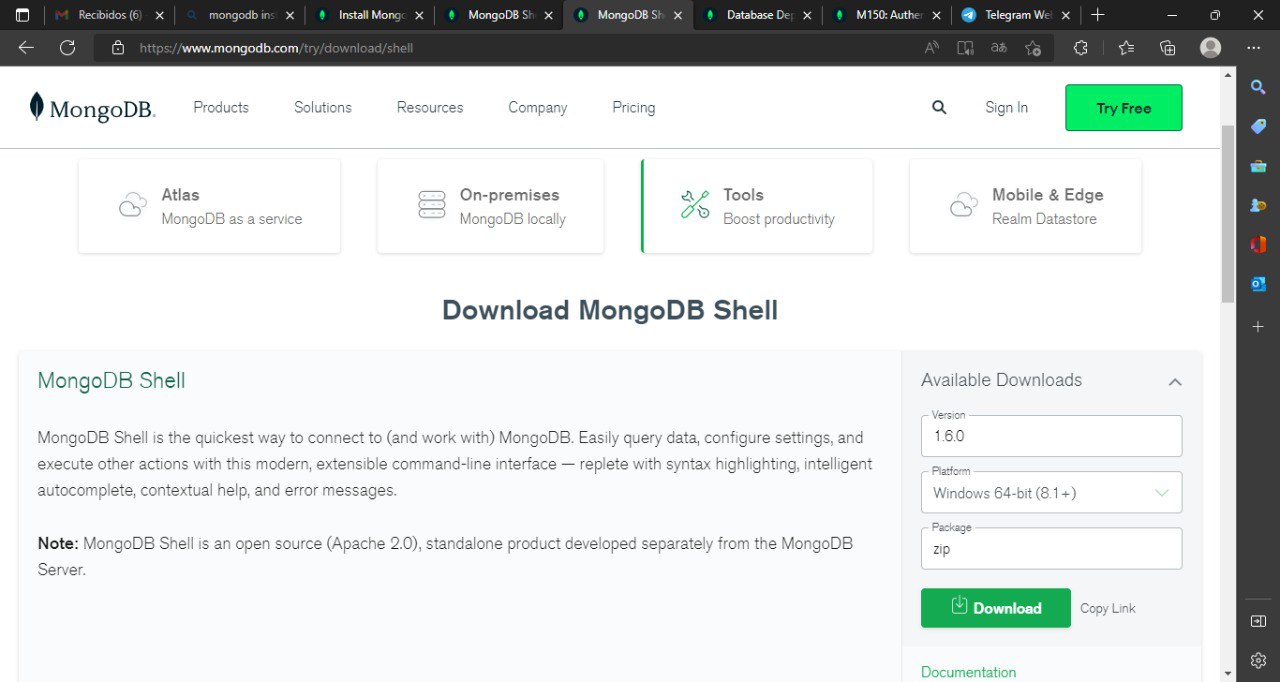 Recibidos (6)
mongodb ins
Install Mongo
MongoDB Sh
MongoDB Sh
Database Dep
M150: Authen
Telegram Web
https://www.mongodb.com/try/download/shell
MongoDB.
Products
Solutions
Resources
Company
Pricing
Sign In
Try Free
Atlas
MongoDB as a service
On-premises
MongoDB locally
Tools
Boost productivity
Mobile & Edge
Realm Datastore
Download MongoDB Shell
MongoDB Shell
MongoDB Shell is the quickest way to connect to (and work with) MongoDB. Easily query data, configure settings, and
execute other actions with this modern, extensible command-line interface — replete with syntax highlighting, intelligent
autocomplete, contextual help, and error messages.
Note: MongoDB Shell is an open source (Apache 2.0), standalone product developed separately from the MongoDB
Server.
Available Downloads
Version
1.6.0
Platform
Windows 64-bit (8.1+)
Package
zip
Download
Copy Link
Documentation